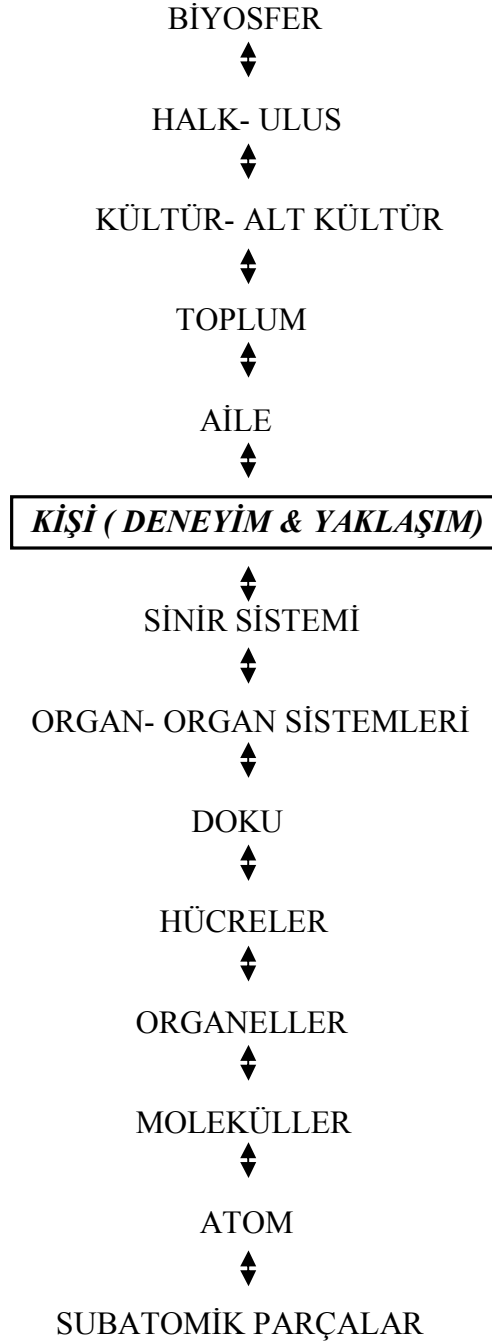 BİYOSFER
HALK- ULUS
KÜLTÜR- ALT KÜLTÜR
TOPLUM
AİLE
KİŞİ ( DENEYİM & YAKLAŞIM)
SİNİR SİSTEMİ
ORGAN- ORGAN SİSTEMLERİ
DOKU
HÜCRELER
ORGANELLER
MOLEKÜLLER
ATOM
SUBATOMİK PARÇALAR